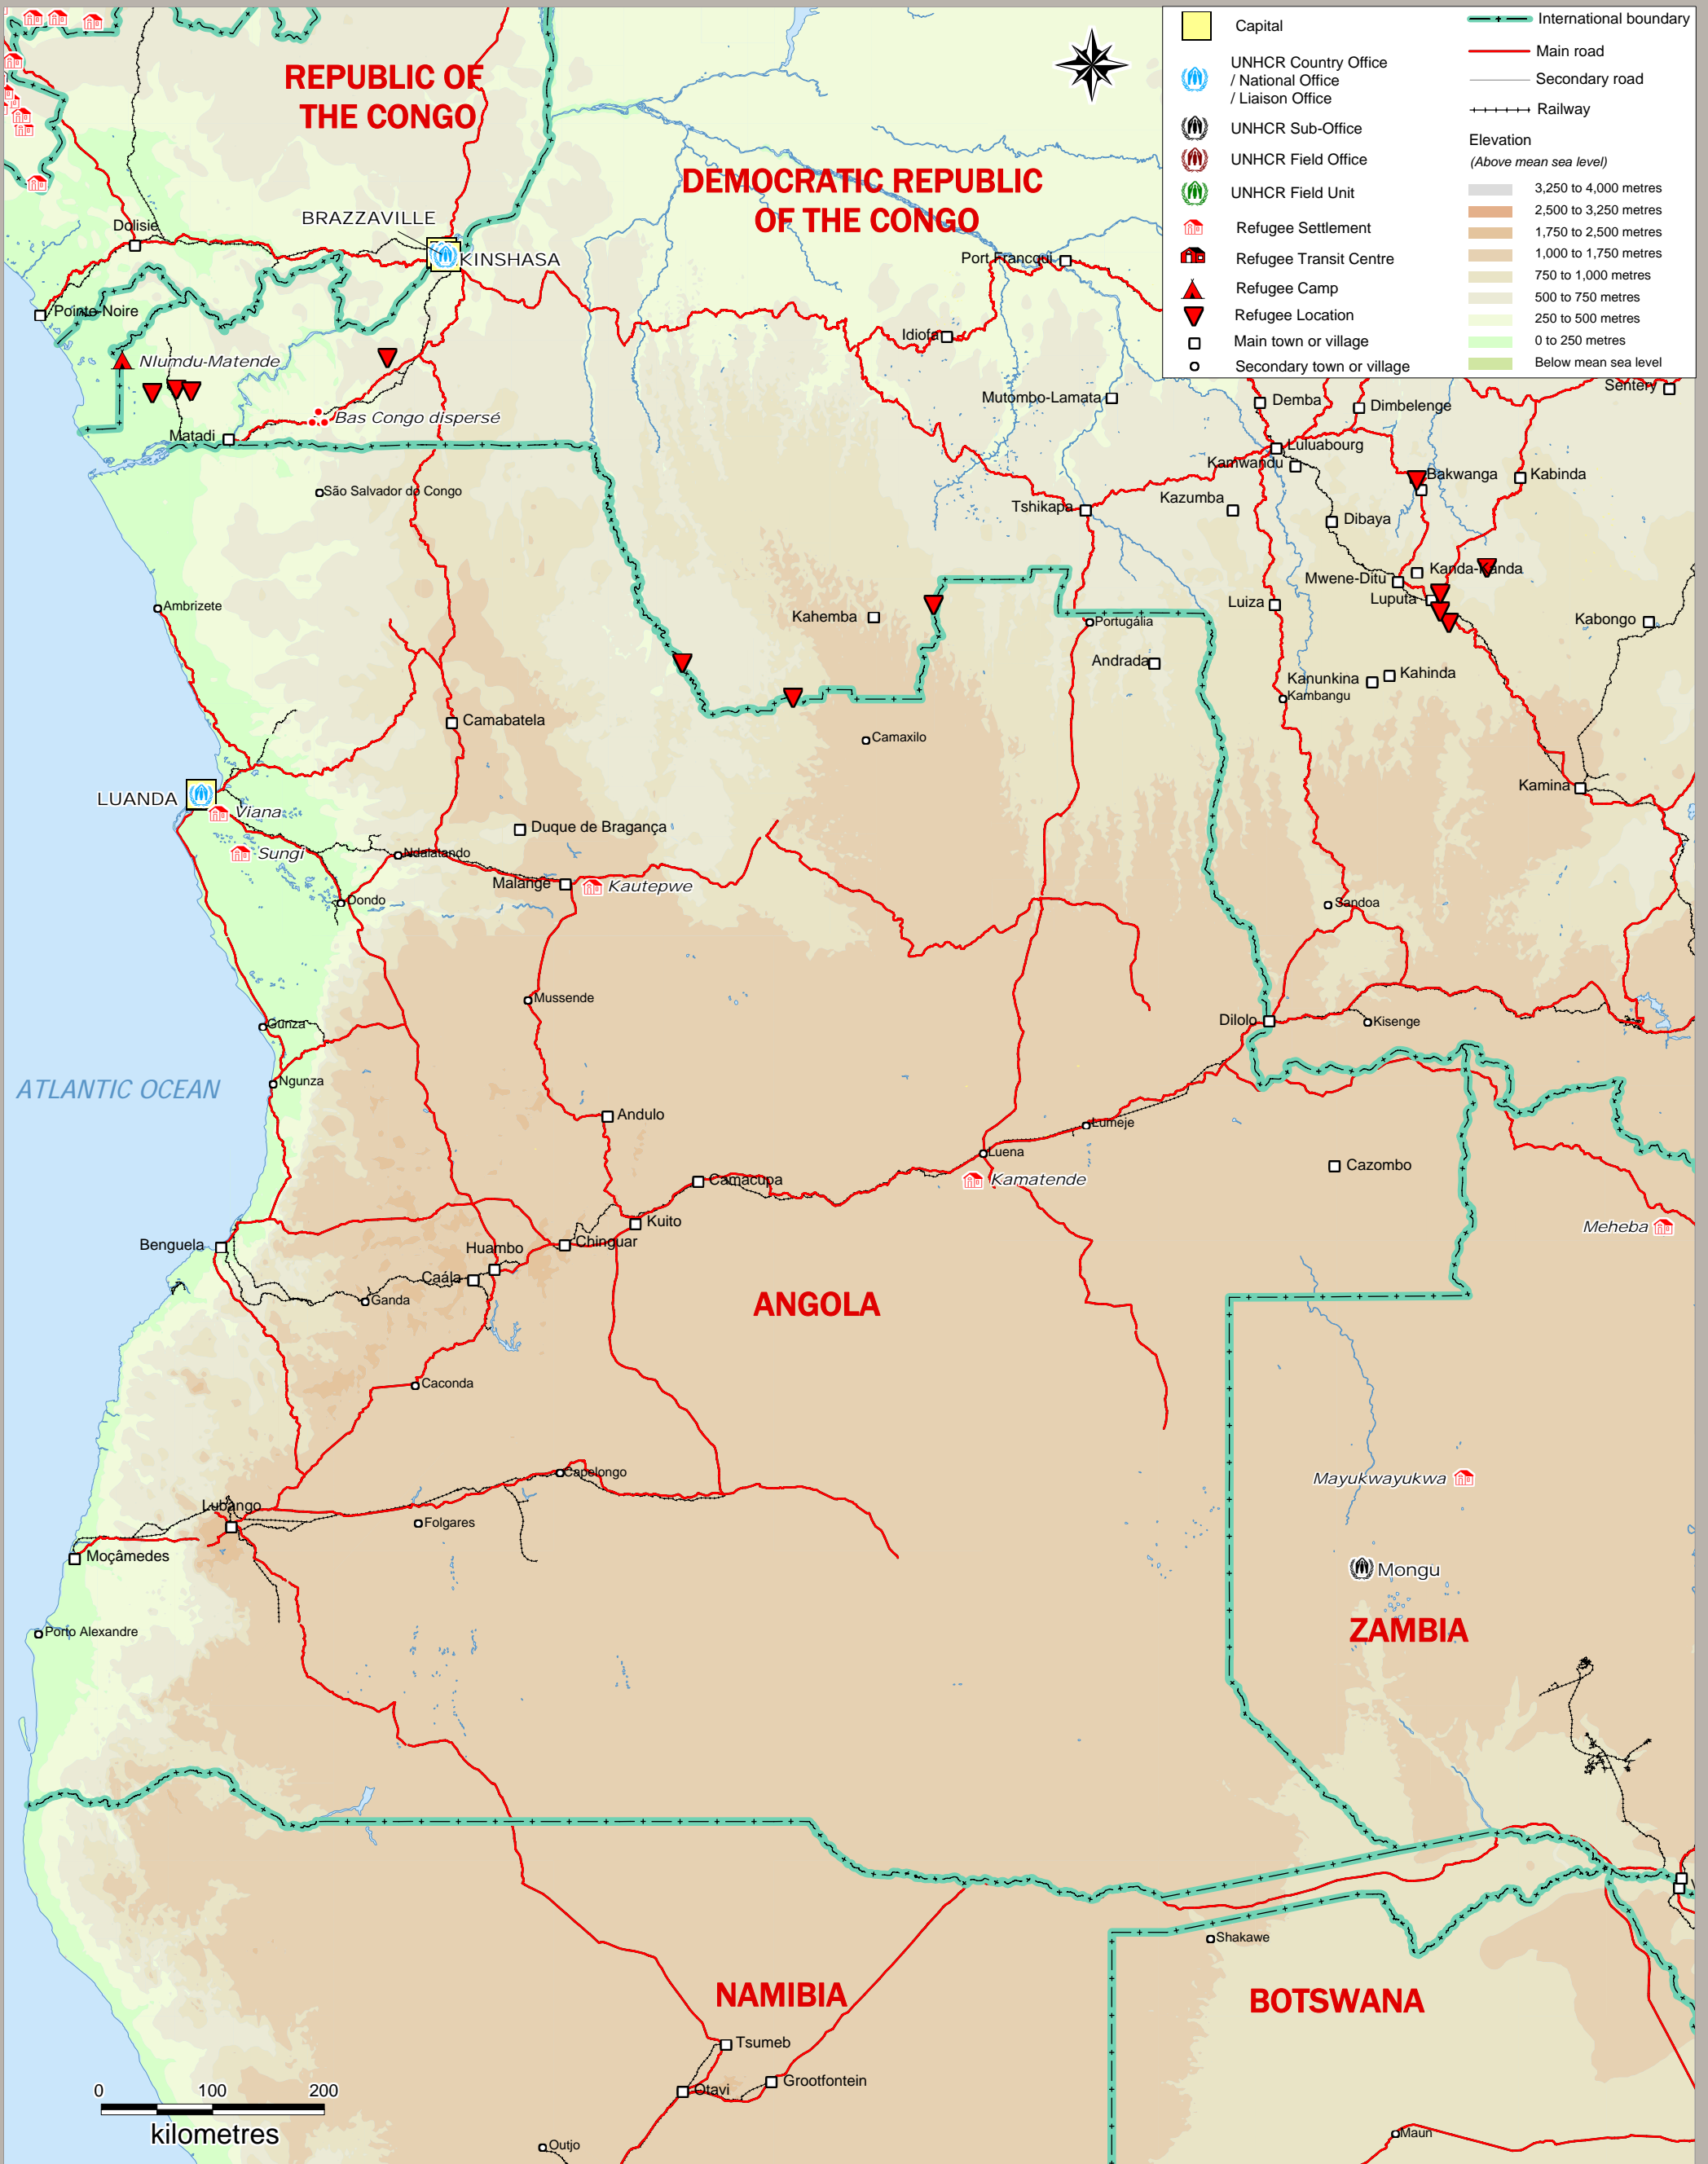 Capital
UNHCR Country Office
/ National Office
/ Liaison Office
UNHCR Sub-Office
UNHCR Field Office
UNHCR Field Unit
Refugee Settlement
Refugee Transit Centre
Refugee Camp
Refugee Location
Main town or village
Secondary town or village
International boundary
Main road
Secondary road
Railway
Elevation
(Above mean sea level)
3,250 to 4,000 metres
2,500 to 3,250 metres
1,750 to 2,500 metres
1,000 to 1,750 metres
750 to 1,000 metres
500 to 750 metres
250 to 500 metres
0 to 250 metres
Below mean sea level
REPUBLIC OF
THE CONGO
DEMOCRATIC REPUBLIC
OF THE CONGO
BRAZZAVILLE
Dolisie
KINSHASA
Port Francqui
Pointe-Noire
Idiofa
Nlumdu-Matende
Sentery
Mutombo-Lamata
Demba
Dimbelenge
Bas Congo dispersé
Matadi
Luluabourg
Kamwandu
Bakwanga
Kabinda
São Salvador do Congo
Kazumba
Tshikapa
Dibaya
Kanda-Kanda
Mwene-Ditu
Luputa
Luiza
Ambrizete
Kahemba
Portugália
Kabongo
Andrada
Kahinda
Kanunkina
Kambangu
Camabatela
Camaxilo
Kamina
LUANDA
Viana
Duque de Bragança
Sungi
Ndalatando
Malange
Kautepwe
Dondo
Sandoa
Mussende
Gunza
Dilolo
Kisenge
Ngunza
ATLANTIC OCEAN
Andulo
Lumeje
Luena
Cazombo
Kamatende
Camacupa
Meheba
Kuito
Chinguar
Benguela
Huambo
Caála
Ganda
ANGOLA
Caconda
Capelongo
Mayukwayukwa
Lubango
Folgares
Moçâmedes
Mongu
Porto Alexandre
ZAMBIA
Shakawe
NAMIBIA
BOTSWANA
Tsumeb
Grootfontein
Otavi
0 100 200
kilometres
Outjo
Maun